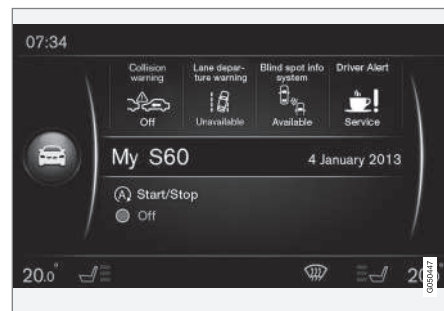 07:34
Collision warning
Off
Lane depar-
ture warning
Unavailable
Blind spot info
system
Available
Driver Alert
Service
My S60
4 January 2013
Start/Stop
Off
20.0°
G050447